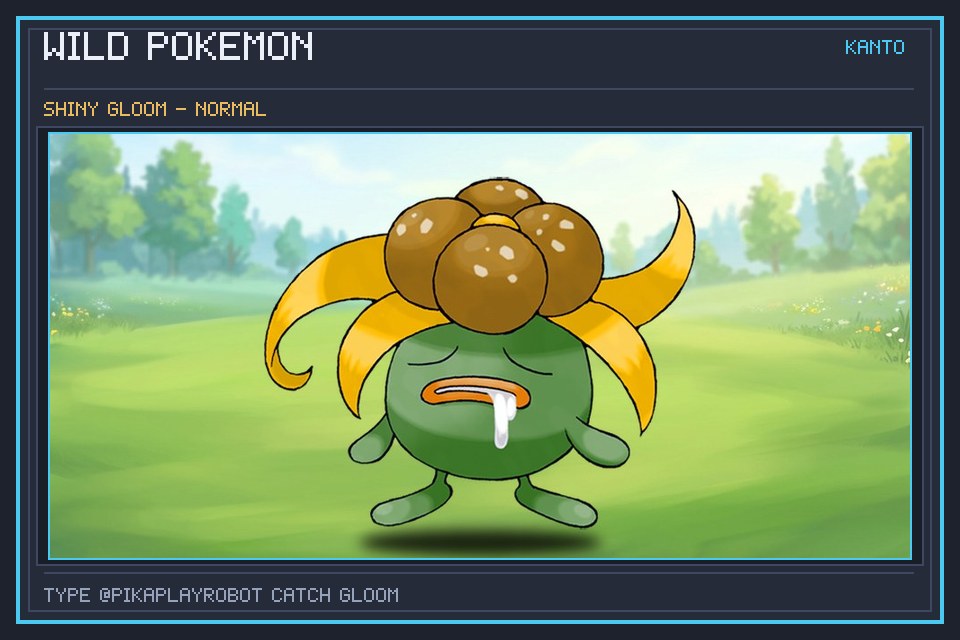 WILD POKEMON
KANTO
SHINY GLOOM - NORMAL
TYPE @PIKAPLAYROBOT CATCH GLOOM